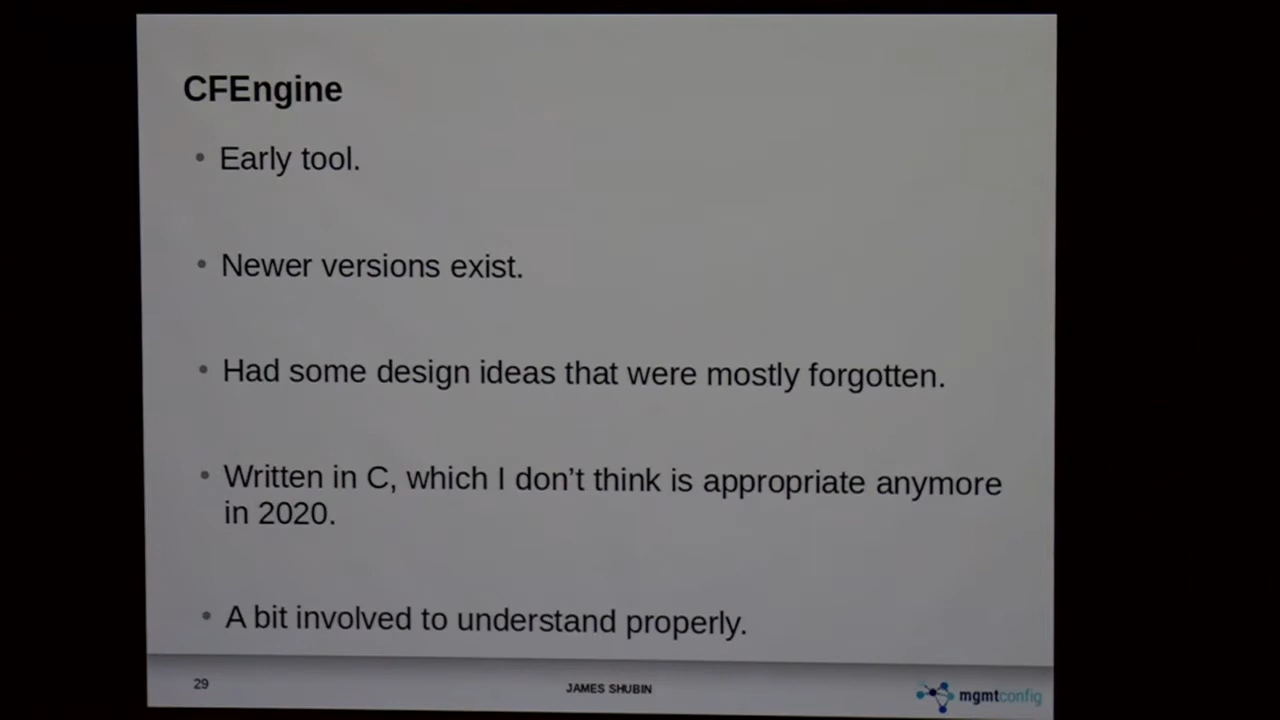 CFEngine
• Early tool.
• Newer versions exist.
• Had some design ideas that were mostly forgotten.
• Written in C, which I don’t think is appropriate anymore
in 2020.
• A bit involved to understand properly.
29
JAMES SHUBIN
mgmtconfig